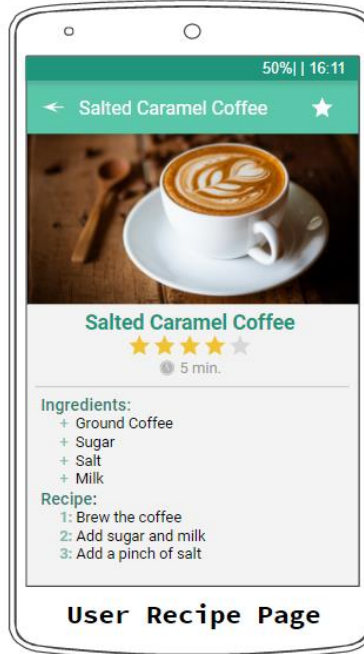 50%| | 16:11
Salted Caramel Coffee
Salted Caramel Coffee
5 min.
Ingredients:
+ Ground Coffee
+ Sugar
+ Salt
+ Milk
Recipe:
1: Brew the coffee
2: Add sugar and milk
3: Add a pinch of salt
User Recipe Page